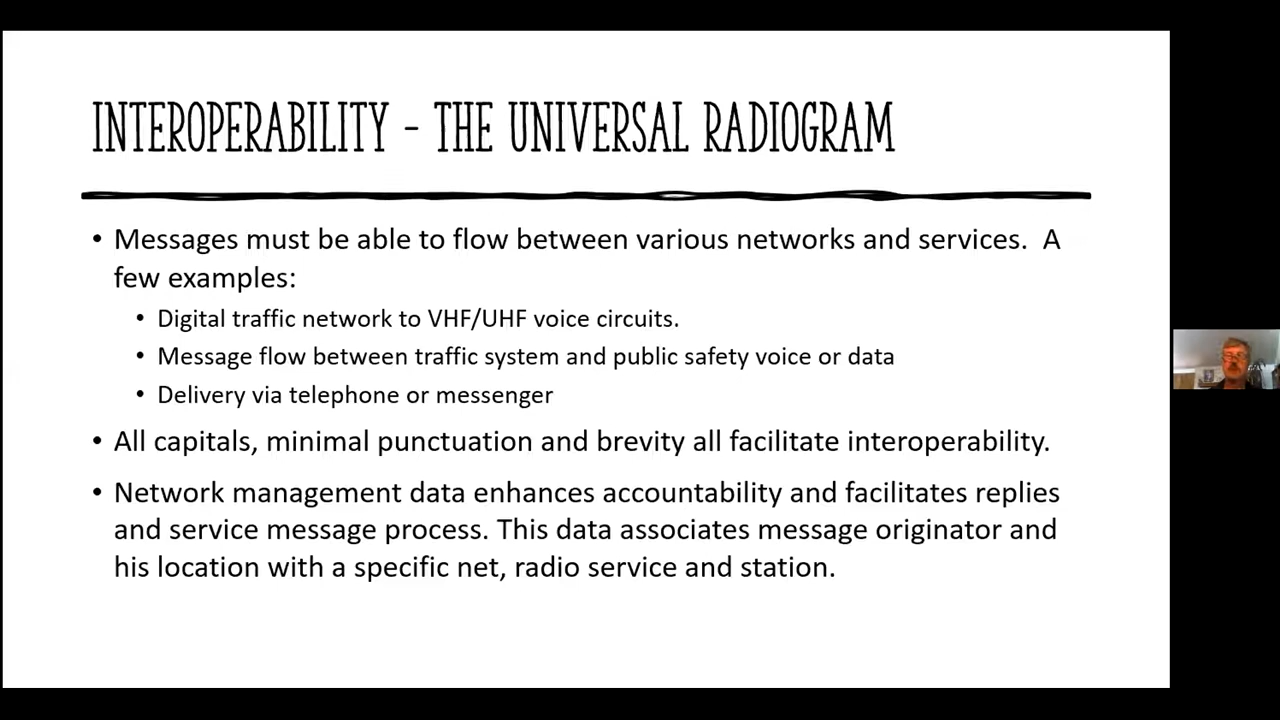 INTEROPERABILITY - THE UNIVERSAL RADIOGRAM
• Messages must be able to flow between various networks and services.  A
few examples:
• Digital traffic network to VHF/UHF voice circuits.
• Message flow between traffic system and public safety voice or data
• Delivery via telephone or messenger
• All capitals, minimal punctuation and brevity all facilitate interoperability.
• Network management data enhances accountability and facilitates replies
and service message process. This data associates message originator and
his location with a specific net, radio service and station.